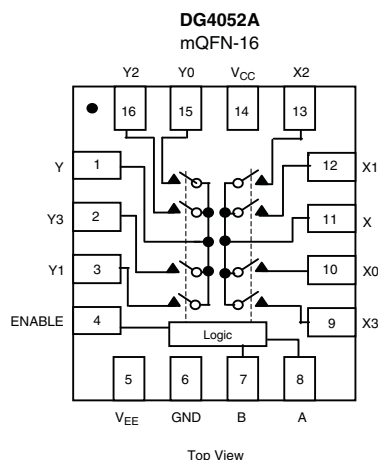 DG4052A
mQFN-16
Y2 Y0 VCC X2
16 15 14 13
Y 1 12 X1
Y3 2 11 X
Y1 3 10 X0
ENABLE 4 9 X3
Logic
5 6 7 8
VEE GND B A
Top View